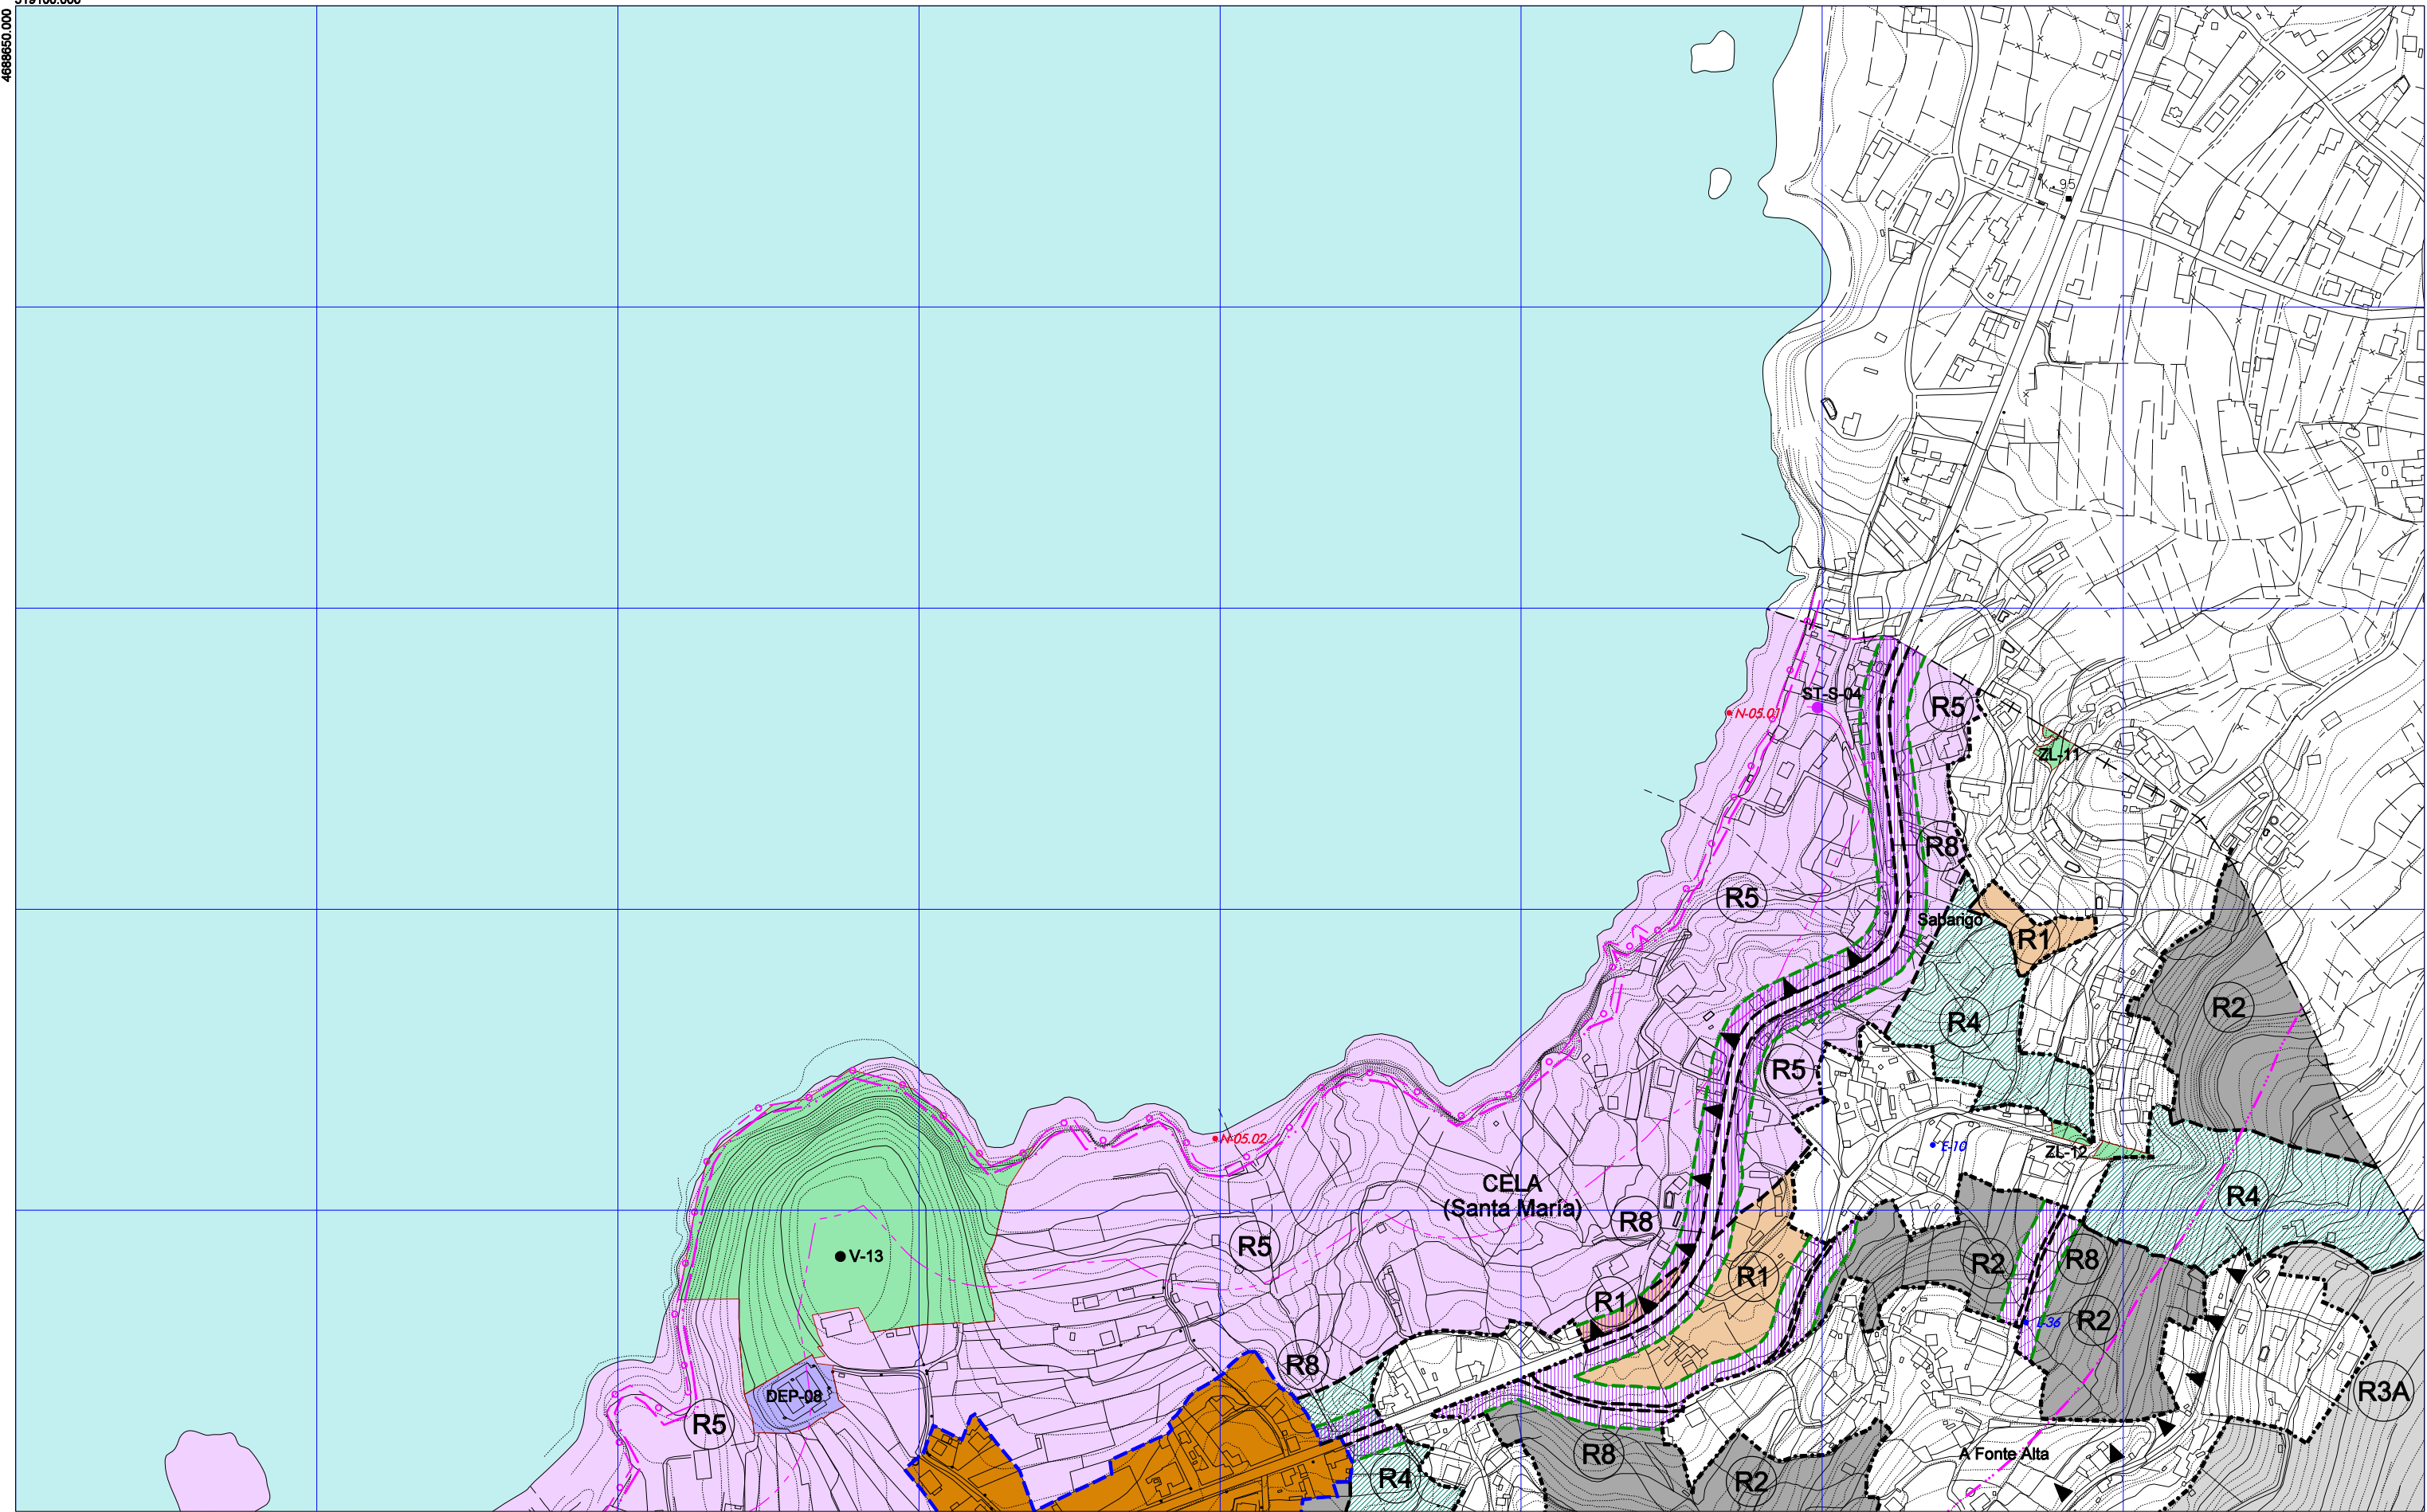 4688650.000
K.95
ST-S-04
N-05.01
R5
ZL-11
R8
R5
Sabarigo
R1
R2
R4
R5
N-05.02
E-10
ZL-12
CELA
(Santa María)
R4
R8
R5
V-13
R2
R8
R1
R1
R2
L-36
R8
DEP-08
R3A
R5
R8
A Fonte Alta
R4
R2